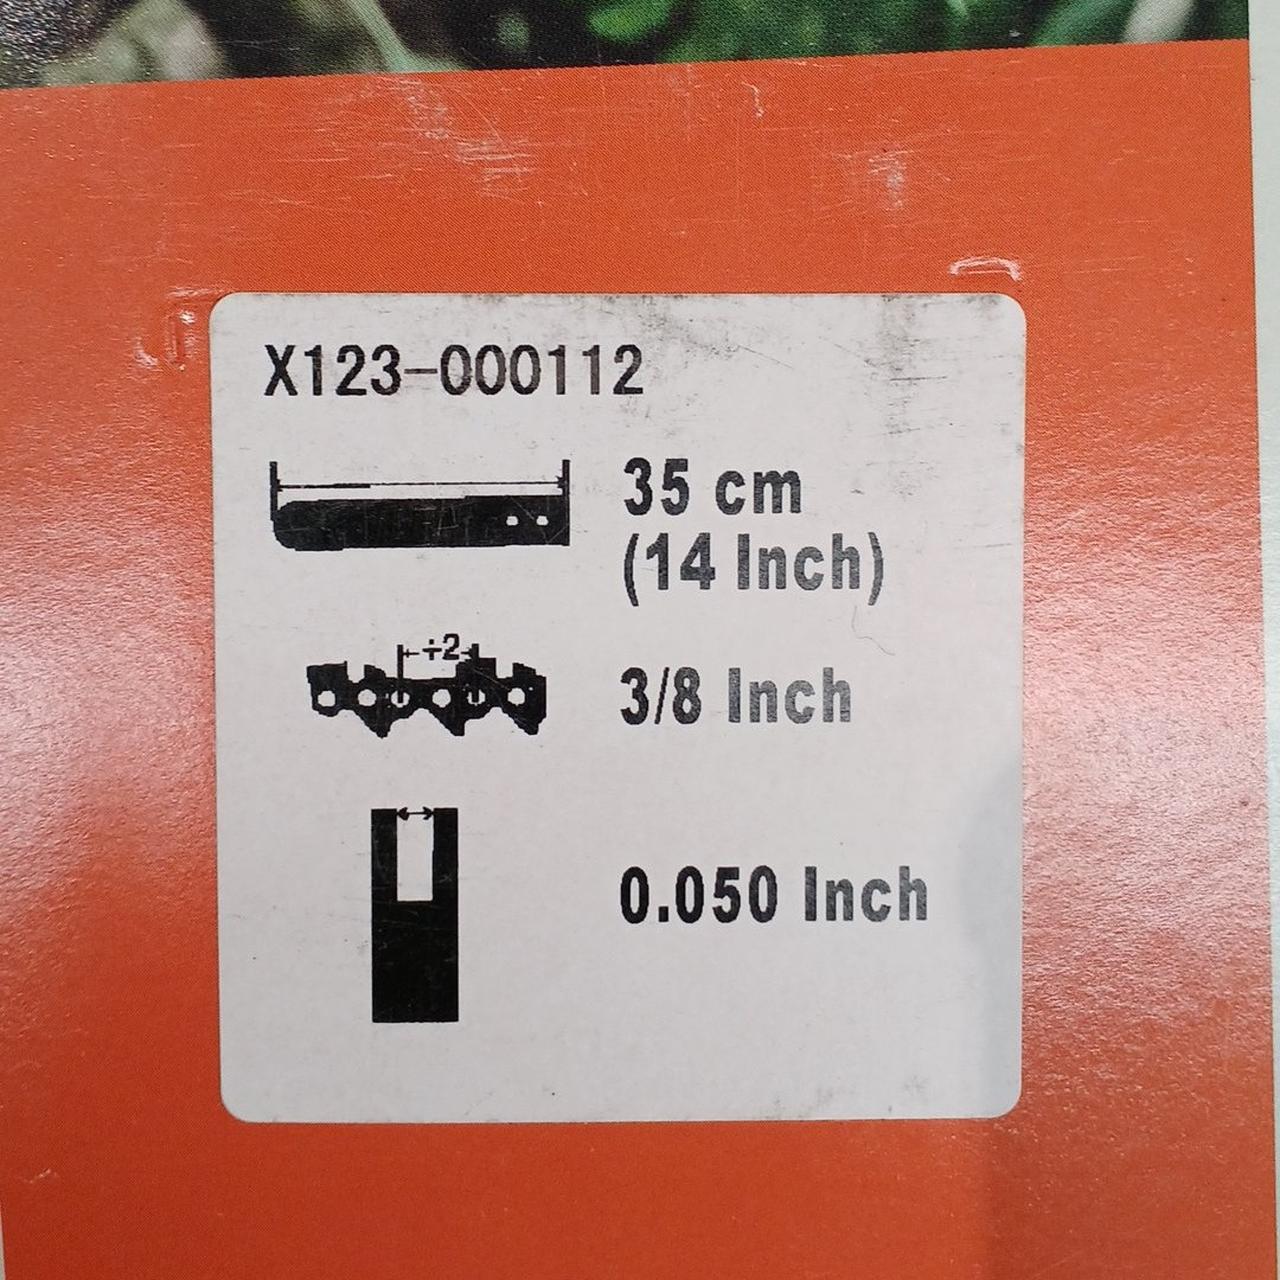 X123-000112
35 cm
(14 Inch)
÷2
3/8 Inch
0.050 Inch